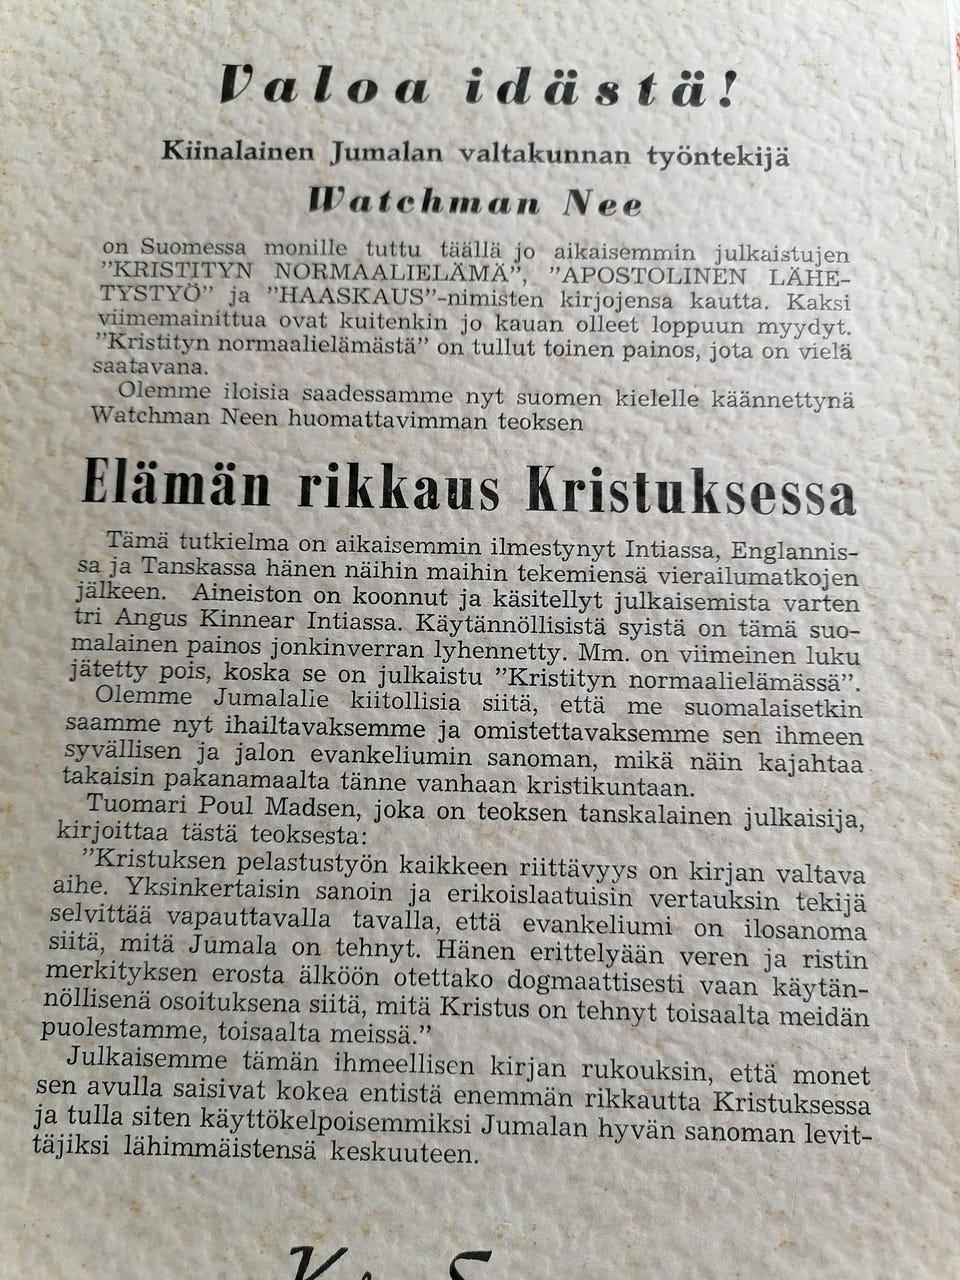 Valoa idästä!
Kiinalainen Jumalan valtakunnan työntekijä
Watchman Nee
on Suomessa monille tuttu täällä jo aikaisemmin julkaistujen
”KRISTITYN NORMAALIELÄMÄ”, ”APOSTOLINEN LÄHE-
TYSTYÖ” ja ”HAASKAUS”-nimisten kirjojensa kautta. Kaksi
viimemainittua ovat kuitenkin jo kauan olleet loppuun myydyt.
”Kristityn normaalielämästä” on tullut toinen painos, jota on vielä
saatavana.
Olemme iloisia saadessamme nyt suomen kielelle käännettynä
Watchman Neen huomattavimman teoksen
Elämän rikkaus Kristuksessa
Tämä tutkielma on aikaisemmin ilmestynyt Intiassa, Englannis-
sa ja Tanskassa hänen näihin maihin tekemiensä vierailumatkojen
jälkeen. Aineiston on koonnut ja käsitellyt julkaisemista varten
tri Angus Kinnear Intiassa. Käytännöllisistä syistä on tämä suo-
malainen painos jonkinverran lyhennetty. Mm. on viimeinen luku
jätetty pois, koska se on julkaistu ”Kristityn normaalielämässä”.
Olemme Jumalalle kiitollisia siitä, että me suomalaisetkin
saamme nyt ihailtavaksemme ja omistettavaksemme sen ihmeen
syvällisen ja jalon evankeliumin sanoman, mikä näin kajahtaa
takaisin pakanamaalta tänne vanhaan kristikuntaan.
Tuomari Poul Madsen, joka on teoksen tanskalainen julkaisija,
kirjoittaa tästä teoksesta:
”Kristuksen pelastustyön kaikkeen riittävyys on kirjan valtava
aihe. Yksinkertaisin sanoin ja erikoislaatuisin vertauksin tekijä
selvittää vapauttavalla tavalla, että evankeliumi on ilosanoma
siitä, mitä Jumala on tehnyt. Hänen erittelyään veren ja ristin
merkityksen erosta älköön otettako dogmaattisesti vaan käytän-
nöllisenä osoituksena siitä, mitä Kristus on tehnyt toisaalta meidän
puolestamme, toisaalta meissä.”
Julkaisemme tämän ihmeellisen kirjan rukouksin, että monet
sen avulla saisivat kokea entistä enemmän rikkautta Kristuksessa
ja tulla siten käyttökelpoisemmiksi Jumalan hyvän sanoman levit-
täjiksi lähimmäistensä keskuuteen.